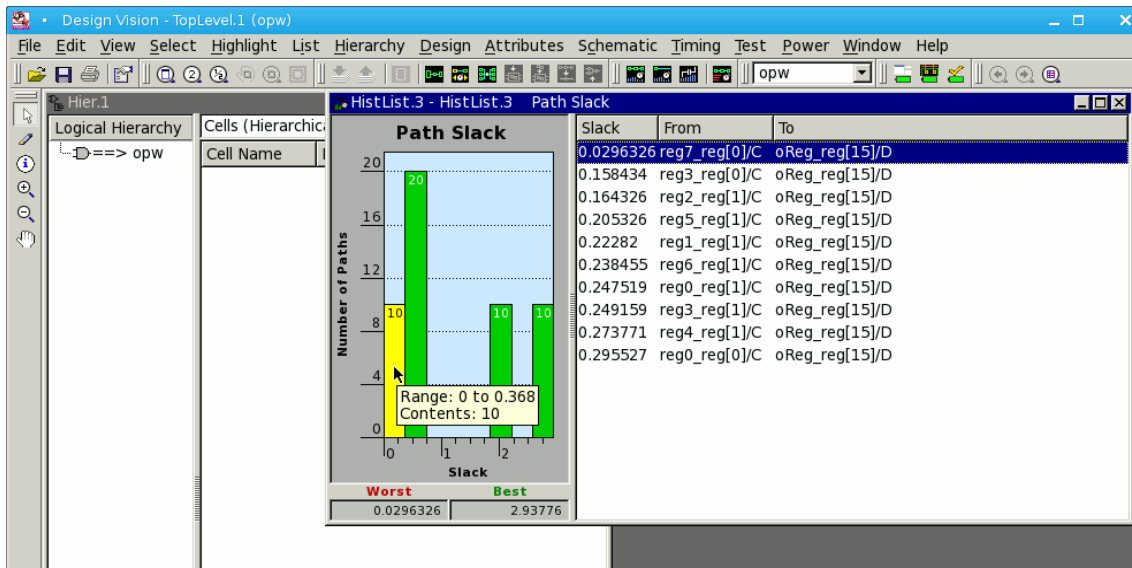 Design Vision - TopLevel.1 (opw)
File Edit View Select Highlight List Hierarchy Design Attributes Schematic Timing Test Power Window Help
opw
Hier.1
Logical Hierarchy
opw
Cells (Hierarchic
Cell Name
HistList.3 - HistList.3 Path Slack
Path Slack
Number of Paths
20
16
12
8
4
0
10
20
10
10
Range: 0 to 0.368
Contents: 10
0 1 2
Slack
Worst Best
0.0296326 2.93776
Slack From To
0.0296326 reg7_reg[0]/C oReg_reg[15]/D
0.158434 reg3_reg[0]/C oReg_reg[15]/D
0.164326 reg2_reg[1]/C oReg_reg[15]/D
0.205326 reg5_reg[1]/C oReg_reg[15]/D
0.22282 reg1_reg[1]/C oReg_reg[15]/D
0.238455 reg6_reg[1]/C oReg_reg[15]/D
0.247519 reg0_reg[1]/C oReg_reg[15]/D
0.249159 reg3_reg[1]/C oReg_reg[15]/D
0.273771 reg4_reg[1]/C oReg_reg[15]/D
0.295527 reg0_reg[0]/C oReg_reg[15]/D